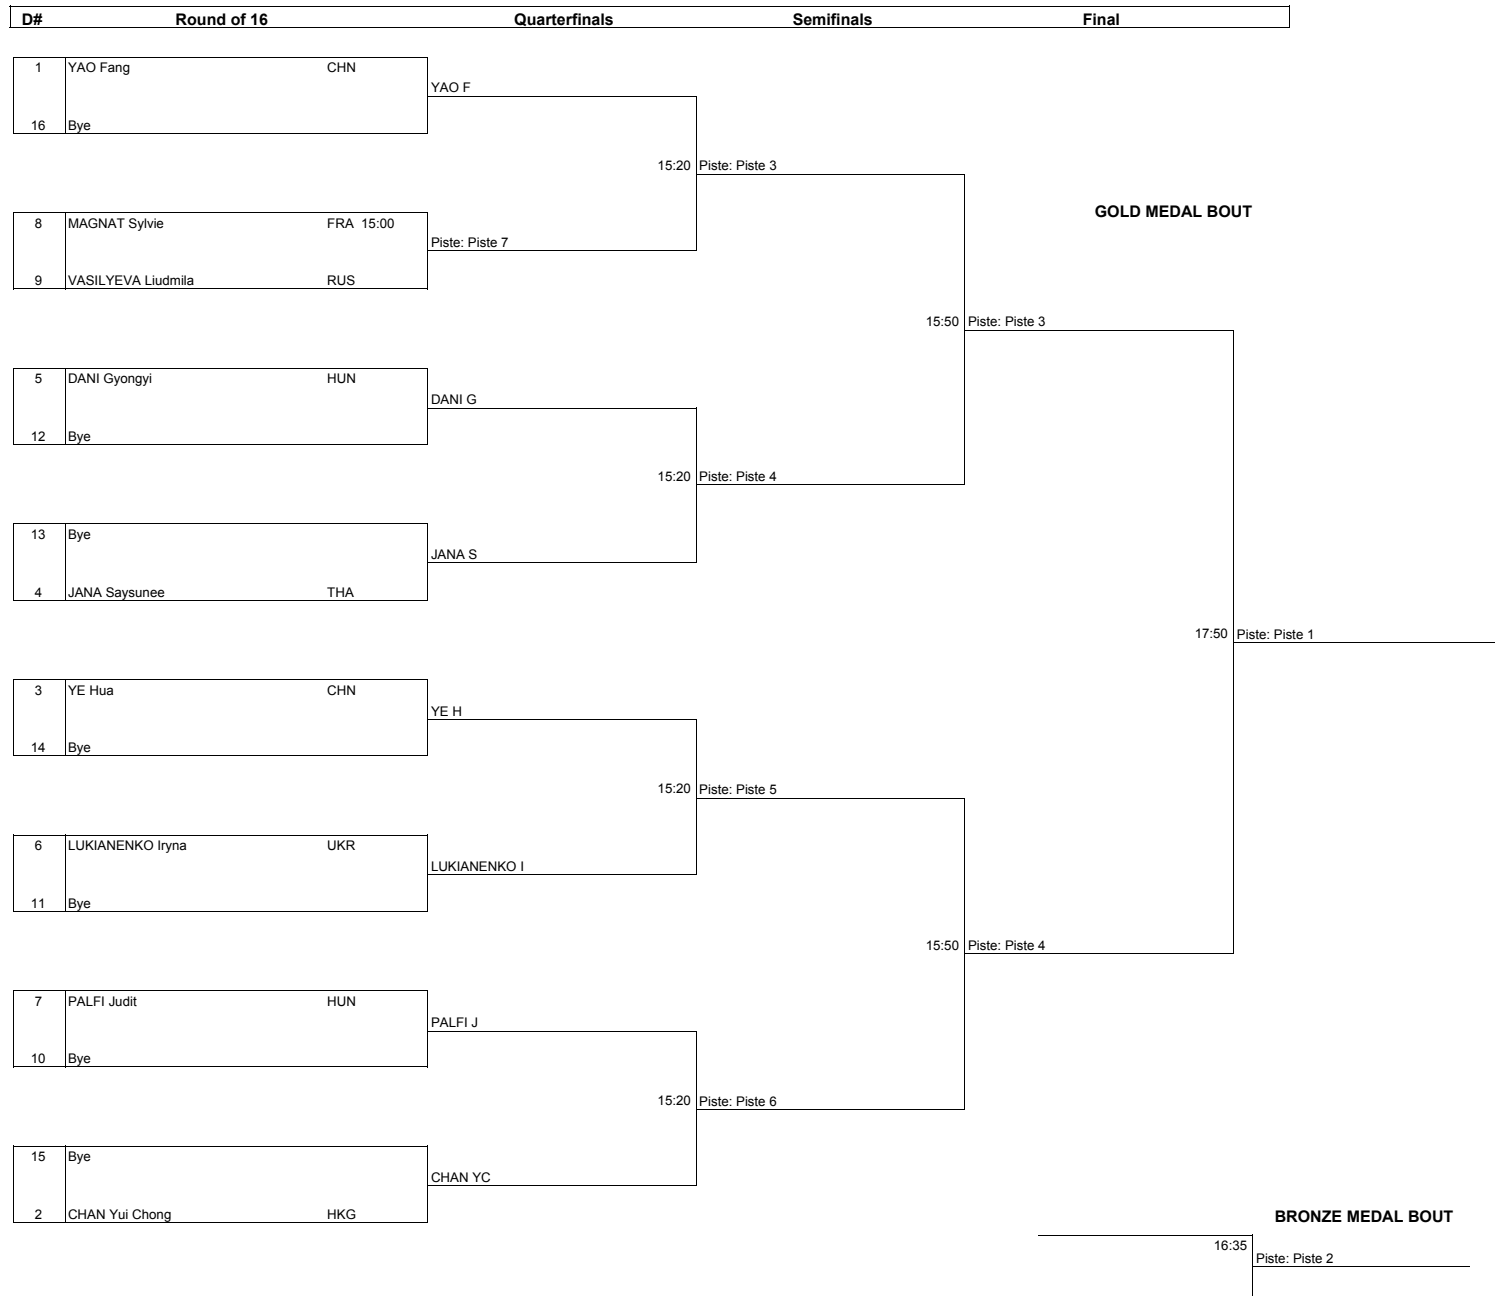 D# Round of 16 Quarterfinals Semifinals Final
1 YAO Fang CHN
YAO F
16 Bye
15:20 Piste: Piste 3
GOLD MEDAL BOUT
8 MAGNAT Sylvie FRA 15:00
Piste: Piste 7
9 VASILYEVA Liudmila RUS
15:50 Piste: Piste 3
5 DANI Gyongyi HUN
DANI G
12 Bye
15:20 Piste: Piste 4
13 Bye
JANA S
4 JANA Saysunee THA
17:50 Piste: Piste 1
3 YE Hua CHN
YE H
14 Bye
15:20 Piste: Piste 5
6 LUKIANENKO Iryna UKR
LUKIANENKO I
11 Bye
15:50 Piste: Piste 4
7 PALFI Judit HUN
PALFI J
10 Bye
15:20 Piste: Piste 6
15 Bye
CHAN YC
2 CHAN Yui Chong HKG
BRONZE MEDAL BOUT
16:35
Piste: Piste 2